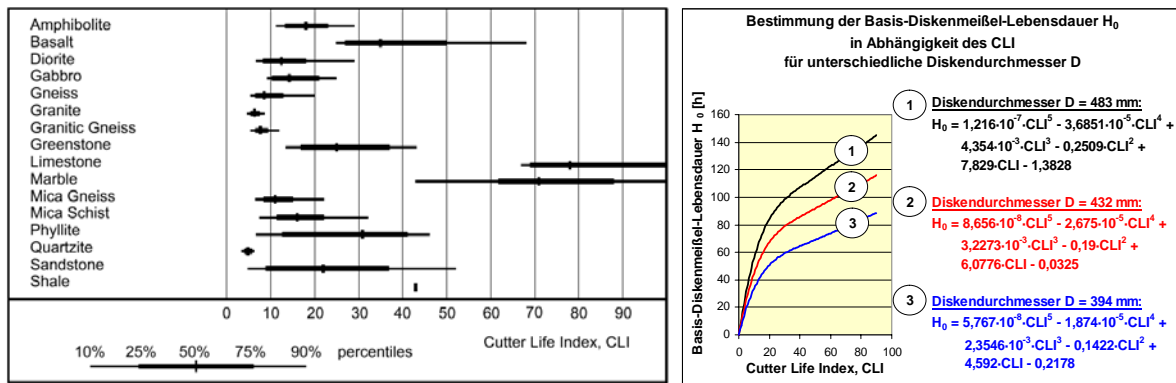 Amphibolite
Basalt
Diorite
Gabbro
Gneiss
Granite
Granitic Gneiss
Greenstone
Limestone
Marble
Mica Gneiss
Mica Schist
Phyllite
Quartzite
Sandstone
Shale
0 10 20 30 40 50 60 70 80 90
Cutter Life Index, CLI
10% 25% 50% 75% 90% percentiles
Bestimmung der Basis-Diskenmeißel-Lebensdauer H₀
in Abhängigkeit des CLI
für unterschiedliche Diskendurchmesser D
Basis-Diskenmeißel-Lebensdauer H₀ [h]
160
140
120
100
80
60
40
20
0
0 20 40 60 80 100
Cutter Life Index, CLI
1
2
3
1 Diskendurchmesser D = 483 mm:
H₀ = 1,216·10⁻⁷·CLI⁵ - 3,6851·10⁻⁵·CLI⁴ +
4,354·10⁻³·CLI³ - 0,2509·CLI² +
7,829·CLI - 1,3828
2 Diskendurchmesser D = 432 mm:
H₀ = 8,656·10⁻⁸·CLI⁵ - 2,675·10⁻⁵·CLI⁴ +
3,2273·10⁻³·CLI³ - 0,19·CLI² +
6,0776·CLI - 0,0325
3 Diskendurchmesser D = 394 mm:
H₀ = 5,767·10⁻⁸·CLI⁵ - 1,874·10⁻⁵·CLI⁴ +
2,3546·10⁻³·CLI³ - 0,1422·CLI² +
4,592·CLI - 0,2178